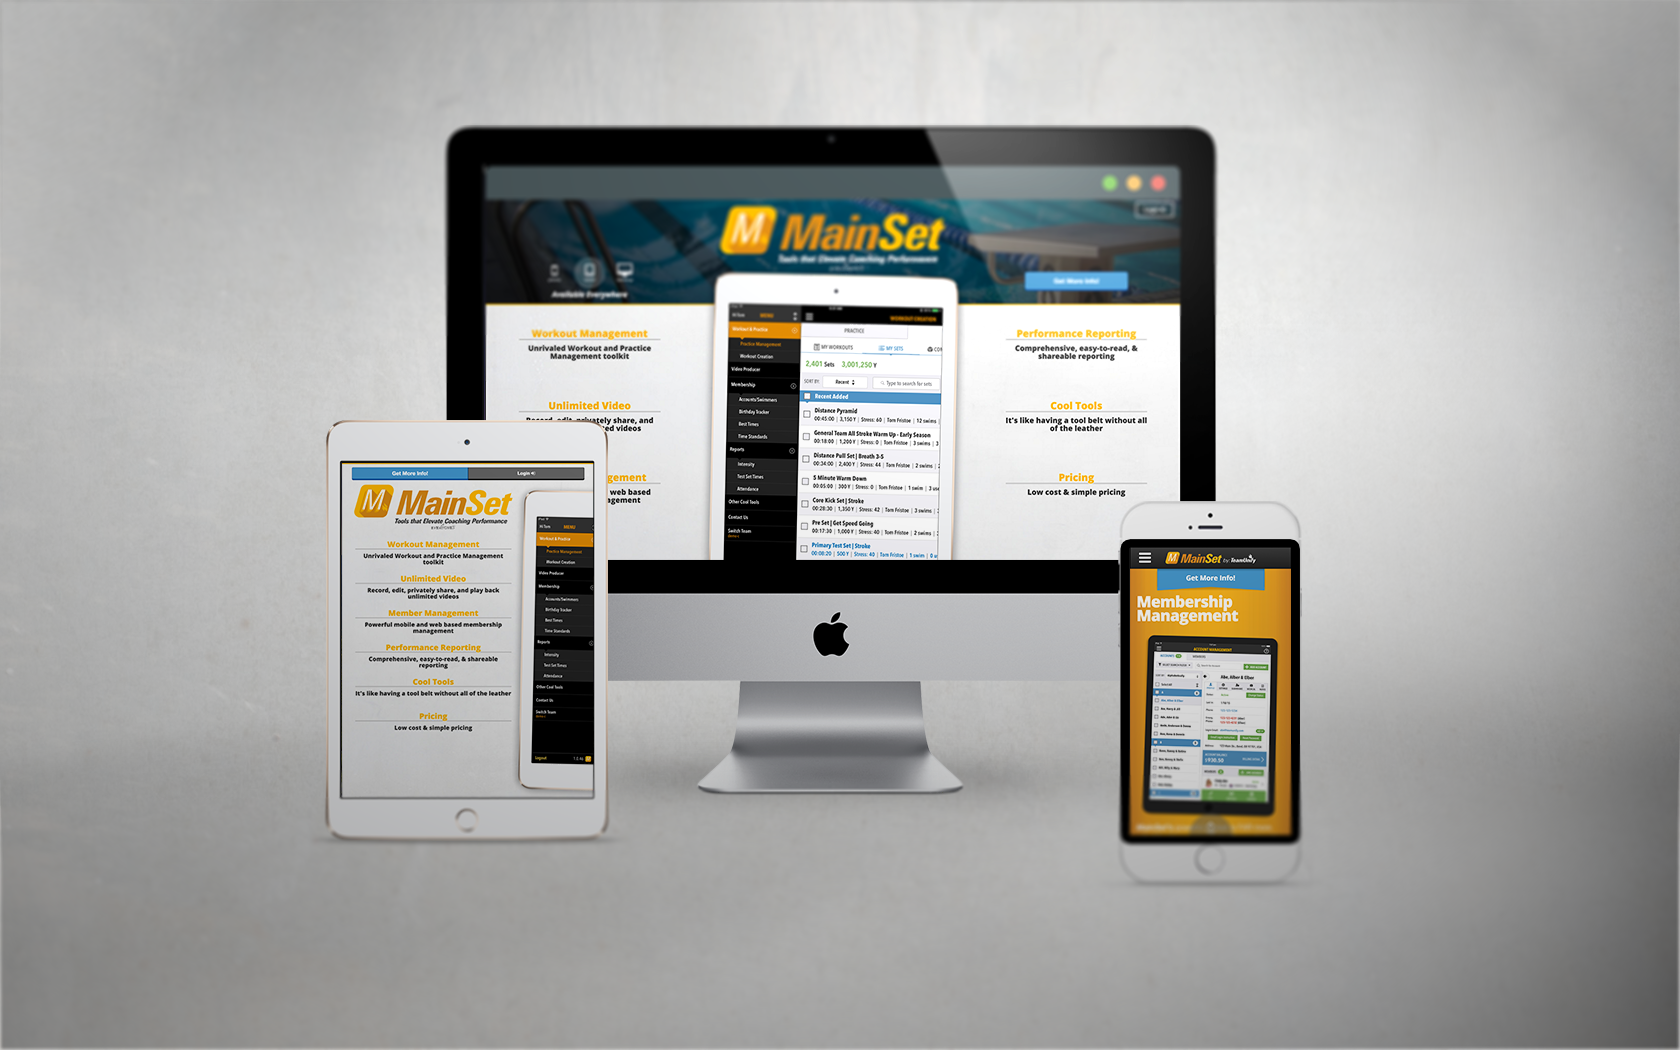 MainSet
Tools that Elevate Coaching Performance
Available Everywhere
Get More Info!
Workout Management
Unrivaled Workout and Practice
Management toolkit
Unlimited Video
Record, edit, privately share, and
videos
web based
Performance Reporting
Comprehensive, easy-to-read, &
shareable reporting
Cool Tools
It's like having a tool belt without all
of the leather
Pricing
Low cost & simple pricing
Hi Tom
MENU
Workout & Practice
Practice Management
Workout Creation
Video Producer
Membership
Accounts/Swimmers
Birthday Tracker
Best Times
Time Standards
Reports
Intensity
Test Set Times
Attendance
Other Cool Tools
Contact Us
Switch Team
WORKOUT CREATION
PRACTICE
MY WORKOUTS
MY SETS
2,401 Sets 3,001,250 Y
SORT BY: Recent
Type to search for sets
Recent Added
Distance Pyramid
00:45:00 | 3,150 Y | Stress: 60 | Tom Fristoe | 12 swims
General Team All Stroke Warm Up - Early Season
00:18:00 | 1,200 Y | Stress: 0 | Tom Fristoe | 3 swims
Distance Pull Set | Breath 3-5
00:34:00 | 2,400 Y | Stress: 44 | Tom Fristoe | 2 swims
5 Minute Warm Down
00:05:00 | 300 Y | Stress: 0 | Tom Fristoe | 1 swim | 3 us
Core Kick Set | Stroke
00:28:30 | 1,350 Y | Stress: 42 | Tom Fristoe | 3 swims
Pre Set | Get Speed Going
00:17:30 | 1,000 Y | Stress: 40 | Tom Fristoe | 2 swims
Primary Test Set | Stroke
00:08:20 | 500 Y | Stress: 40 | Tom Fristoe | 1 swim | 0 u
Get More Info!
Login
MainSet
Tools that Elevate Coaching Performance
Workout Management
Unrivaled Workout and Practice Management
toolkit
Unlimited Video
Record, edit, privately share, and play back
unlimited videos
Member Management
Powerful mobile and web based membership
management
Performance Reporting
Comprehensive, easy-to-read, & shareable
reporting
Cool Tools
It's like having a tool belt without all of the leather
Pricing
Low cost & simple pricing
Hi Tom
MENU
Workout & Practice
Practice Management
Workout Creation
Video Producer
Membership
Accounts/Swimmers
Birthday Tracker
Best Times
Time Standards
Reports
Intensity
Test Set Times
Attendance
Other Cool Tools
Contact Us
Switch Team
Logout
MainSet by TeamUnify
Get More Info!
Membership
Management
ACCOUNT MANAGEMENT
Abe, Alher & Ober
$930.50